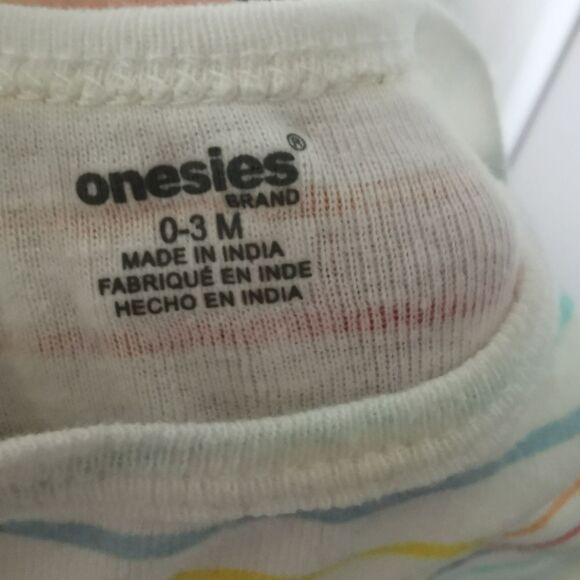 onesies®
BRAND
0-3 M
MADE IN INDIA
FABRIQUÉ EN INDE
HECHO EN INDIA